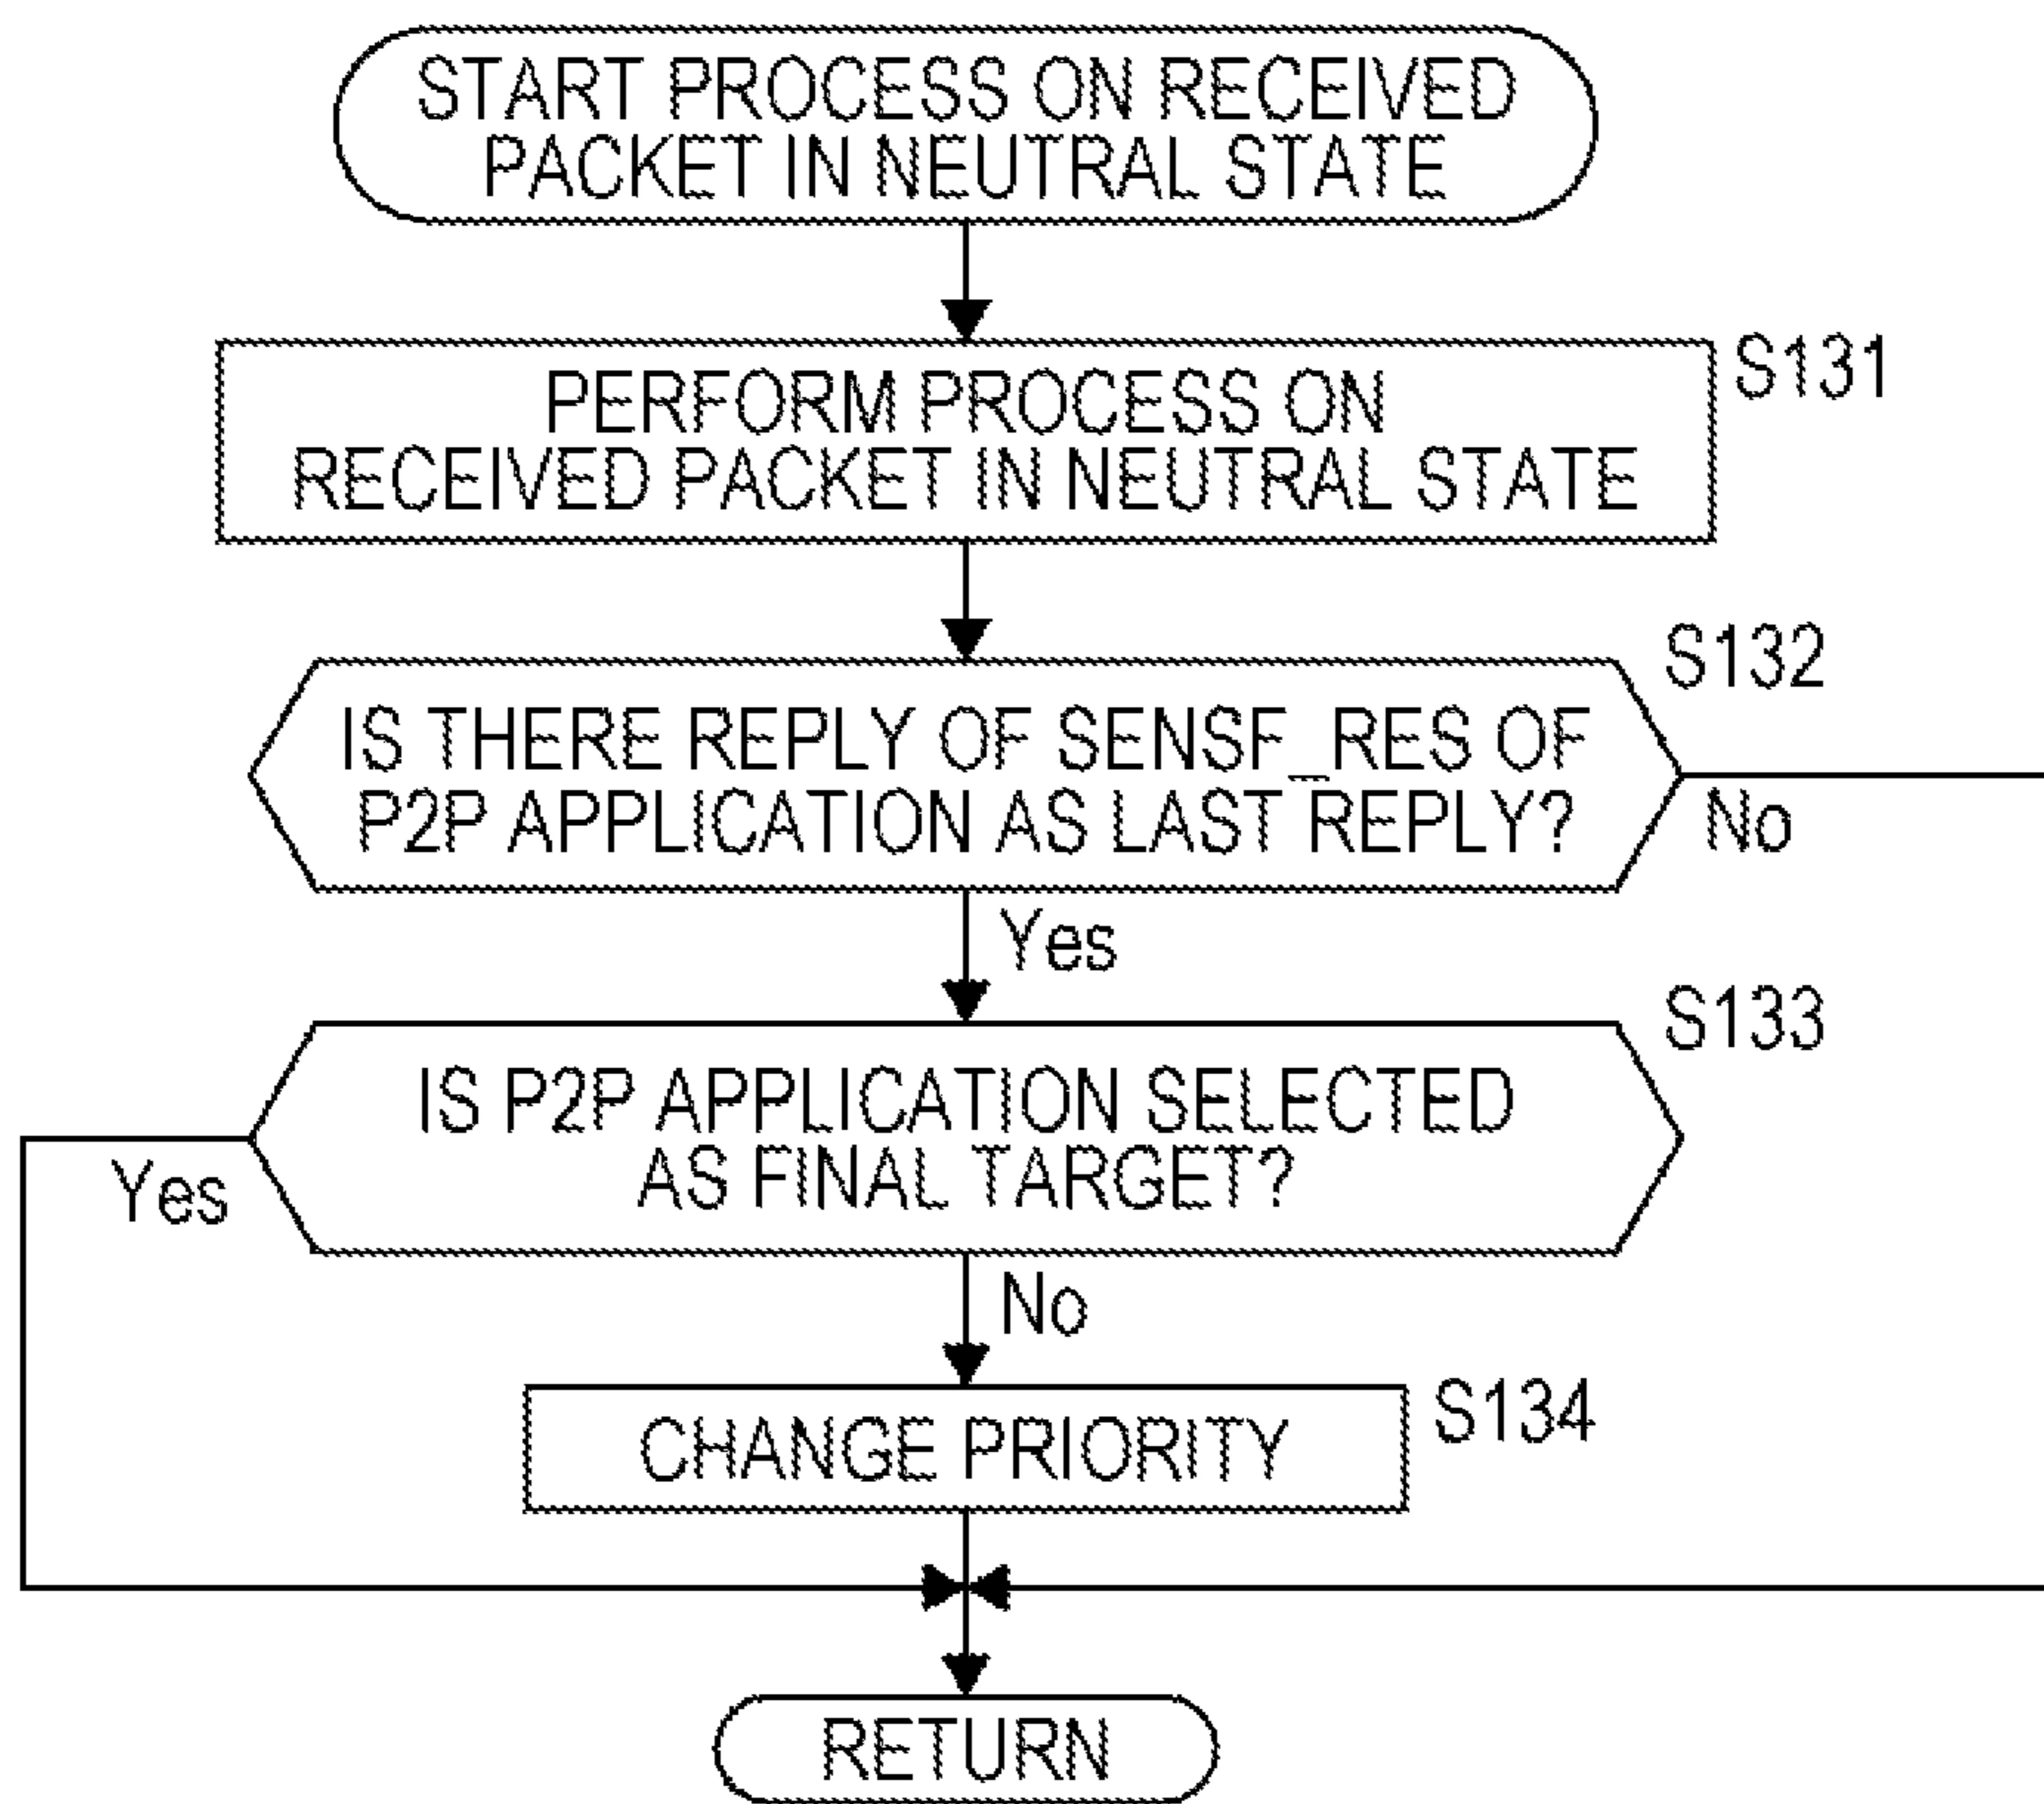 START PROCESS ON RECEIVED
PACKET IN NEUTRAL STATE
PERFORM PROCESS ON
RECEIVED PACKET IN NEUTRAL STATE
S131
IS THERE REPLY OF SENSF_RES OF
P2P APPLICATION AS LAST REPLY?
S132
No
Yes
IS P2P APPLICATION SELECTED
AS FINAL TARGET?
S133
Yes
No
CHANGE PRIORITY
S134
RETURN